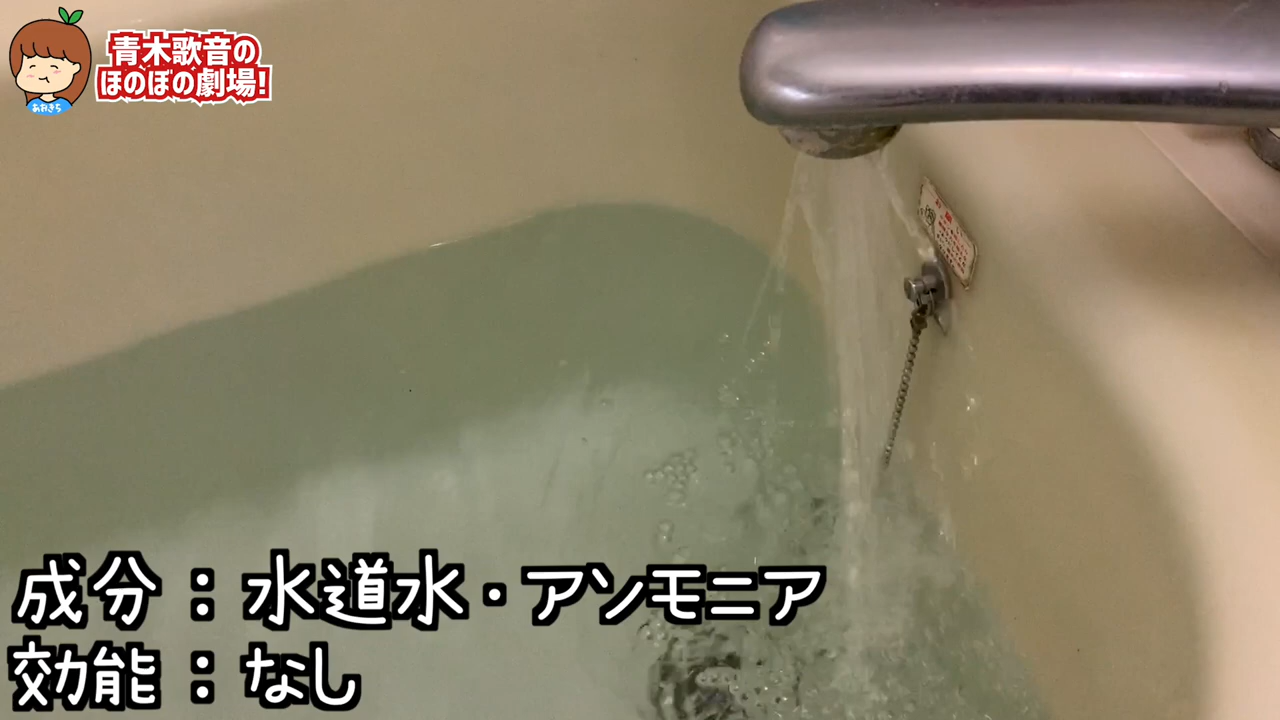 青木歌音の
ほのぼの劇場!
あおきら
成分：水道水・アンモニア
効能：なし